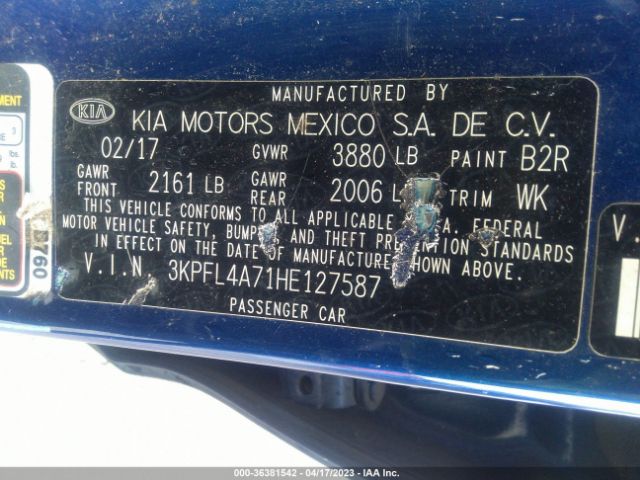 MANUFACTURED BY
KIA KIA MOTORS MEXICO S.A. DE C.V.
02/17 GVWR 3880 LB PAINT B2R
GAWR FRONT 2161 LB GAWR REAR 2006 TRIM WK
THIS VEHICLE CONFORMS TO ALL APPLICABLE FEDERAL
MOTOR VEHICLE SAFETY, AND THEFT STANDARDS
IN EFFECT ON THE DATE OF MANUFACTURE SHOWN ABOVE.
V.I.N. 3KPFL4A71HE127587
PASSENGER CAR
000-36381542 - 04/17/2023 - IAA